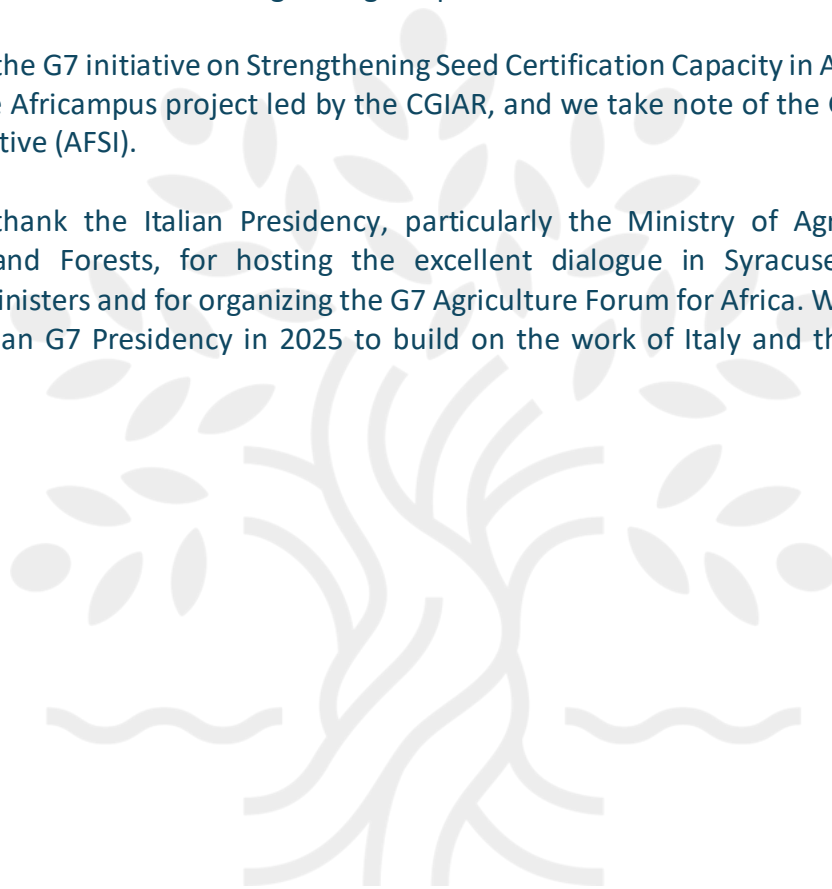 the G7 initiative on Strengthening Seed Certification Capacity in A
Africampus project led by the CGIAR, and we take note of the
tive (AFSI).
thank the Italian Presidency, particularly the Ministry of Agr
and Forests, for hosting the excellent dialogue in Syracuse
inisters and for organizing the G7 Agriculture Forum for Africa. W
an G7 Presidency in 2025 to build on the work of Italy and th